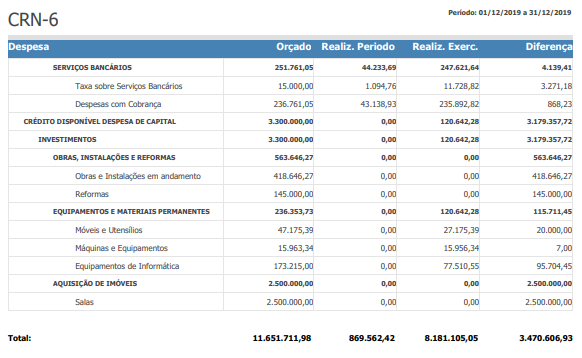 CRN-6
Período: 01/12/2019 a 31/12/2019
Despesa Orçado Realiz. Periodo Realiz. Exerc. Diferença
SERVIÇOS BANCÁRIOS 251.761,05 44.233,69 247.621,64 4.139,41
Taxa sobre Serviços Bancários 15.000,00 1.094,76 11.728,82 3.271,18
Despesas com Cobrança 236.761,05 43.138,93 235.892,82 868,23
CRÉDITO DISPONÍVEL DESPESA DE CAPITAL 3.300.000,00 0,00 120.642,28 3.179.357,72
INVESTIMENTOS 3.300.000,00 0,00 120.642,28 3.179.357,72
OBRAS, INSTALAÇÕES E REFORMAS 563.646,27 0,00 0,00 563.646,27
Obras e Instalações em andamento 418.646,27 0,00 0,00 418.646,27
Reformas 145.000,00 0,00 0,00 145.000,00
EQUIPAMENTOS E MATERIAIS PERMANENTES 236.353,73 0,00 120.642,28 115.711,45
Móveis e Utensílios 47.175,39 0,00 27.175,39 20.000,00
Máquinas e Equipamentos 15.963,34 0,00 15.956,34 7,00
Equipamentos de Informática 173.215,00 0,00 77.510,55 95.704,45
AQUISIÇÃO DE IMÓVEIS 2.500.000,00 0,00 0,00 2.500.000,00
Salas 2.500.000,00 0,00 0,00 2.500.000,00
Total: 11.651.711,98 869.562,42 8.181.105,05 3.470.606,93